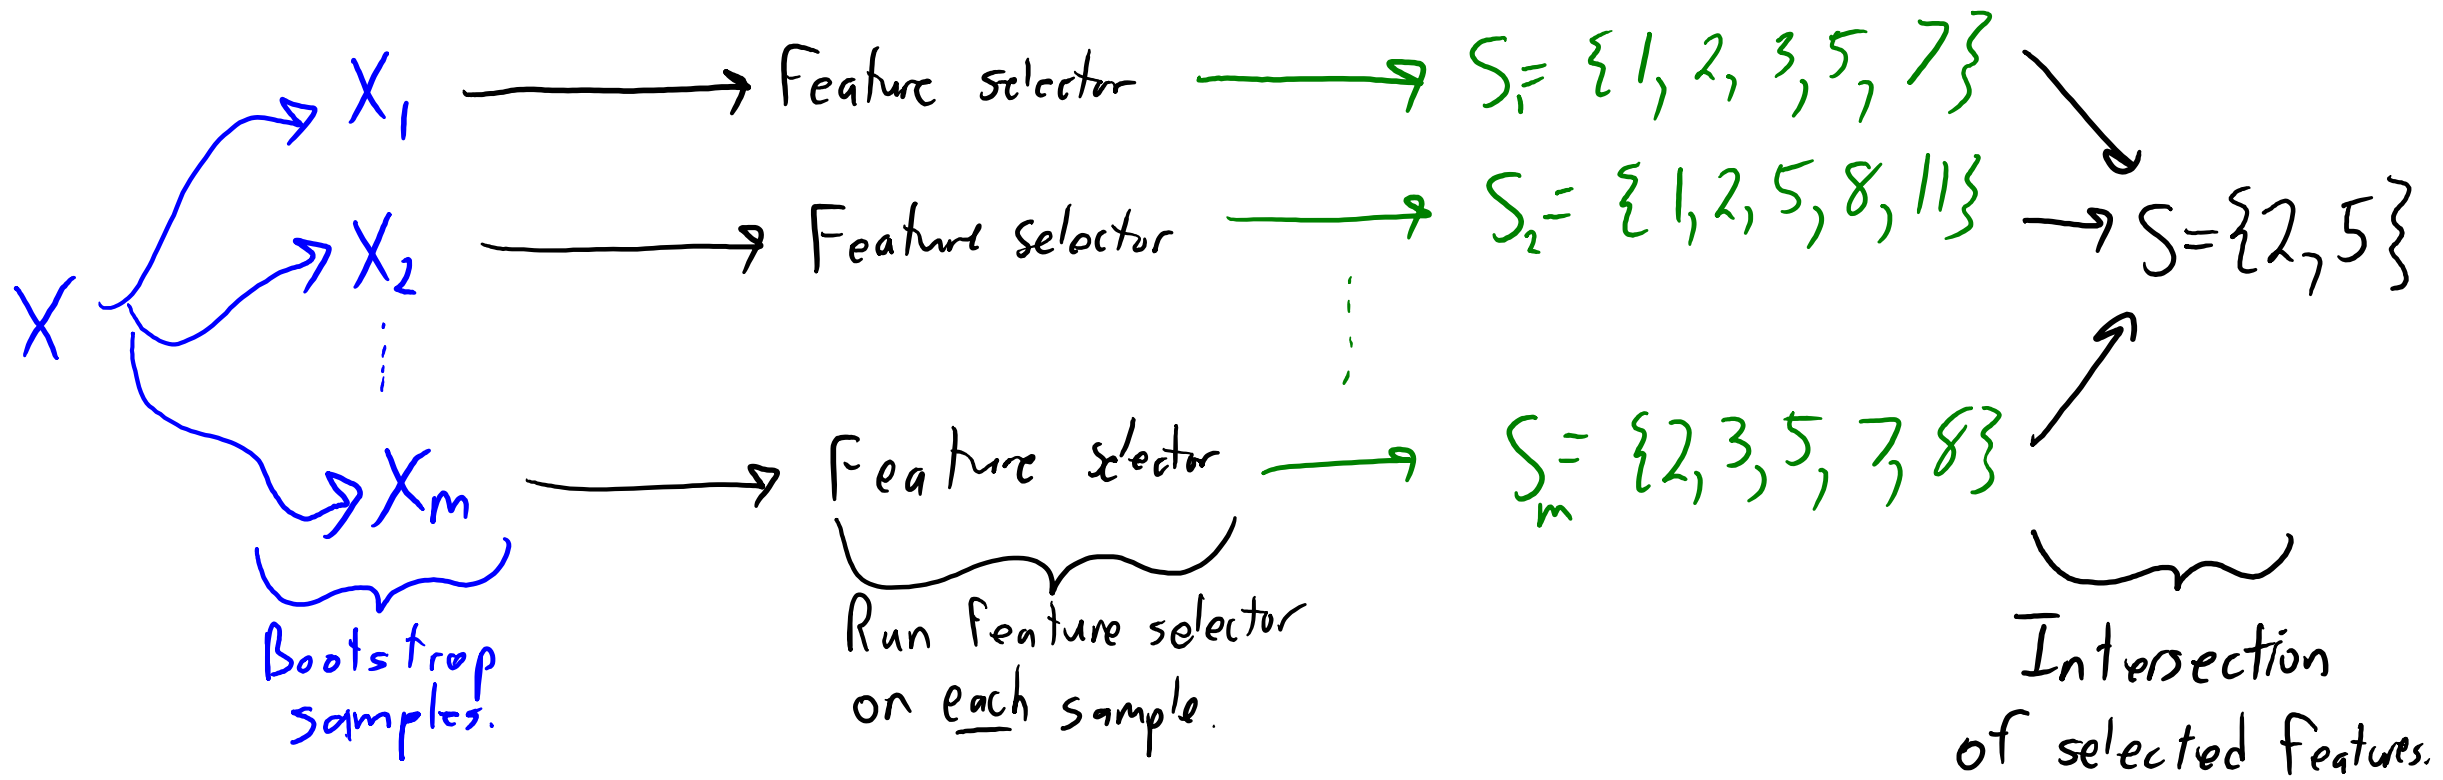 X₁ Feature selector S₁ = {1, 2, 3, 5, 7}
X₂ Feature selector S₂ = {1, 2, 5, 8, 11}
X
S = {2, 5}
Xₘ Feature selector Sₘ = {2, 3, 5, 7, 8}
Bootstrap
samples.
Run feature selector
on each sample.
Intersection
of selected features.